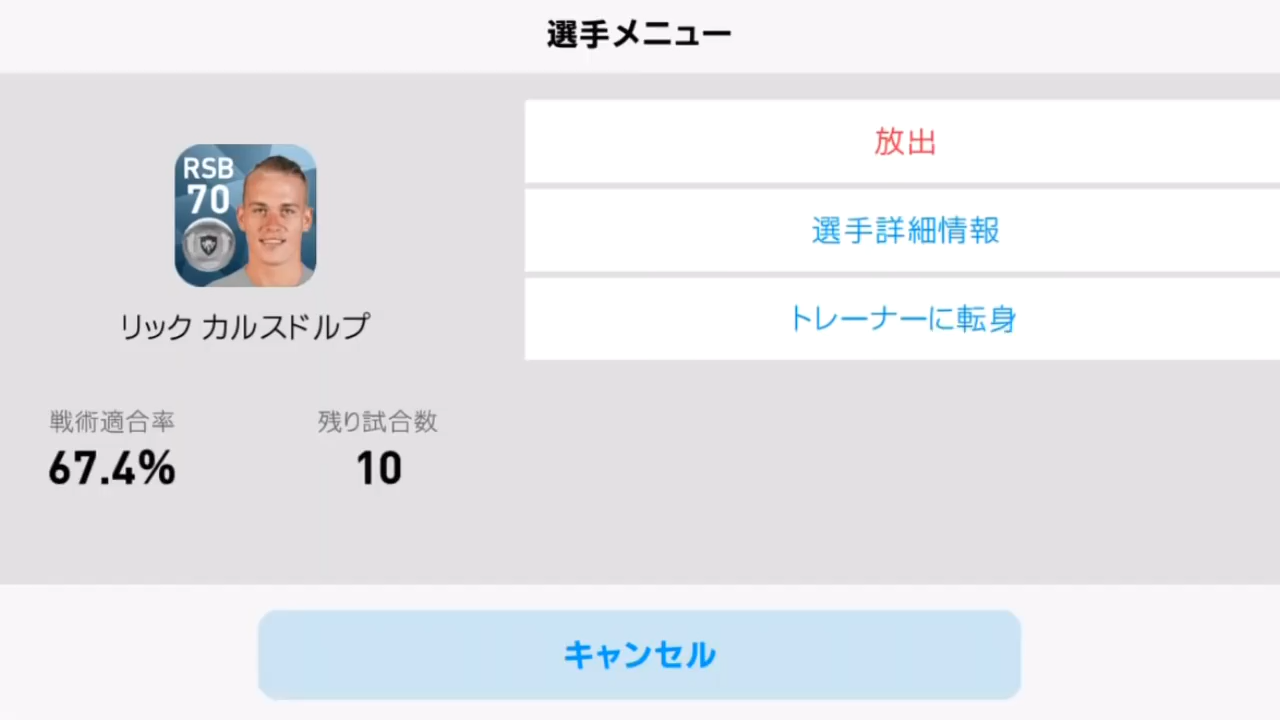 選手メニュー
RSB
70
リック カルスドルプ
戦術適合率
67.4%
残り試合数
10
放出
選手詳細情報
トレーナーに転身
キャンセル